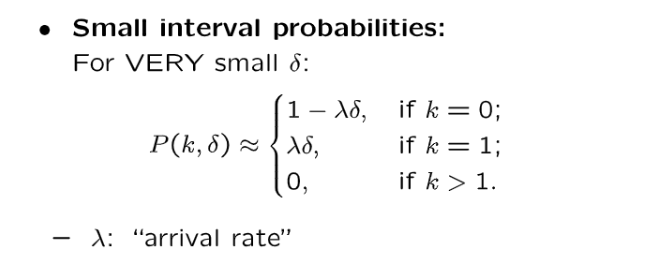 • Small interval probabilities:
For VERY small δ:
P(k, δ) ≈ { 1 − λδ, if k = 0;
λδ, if k = 1;
0, if k > 1.
– λ: “arrival rate”